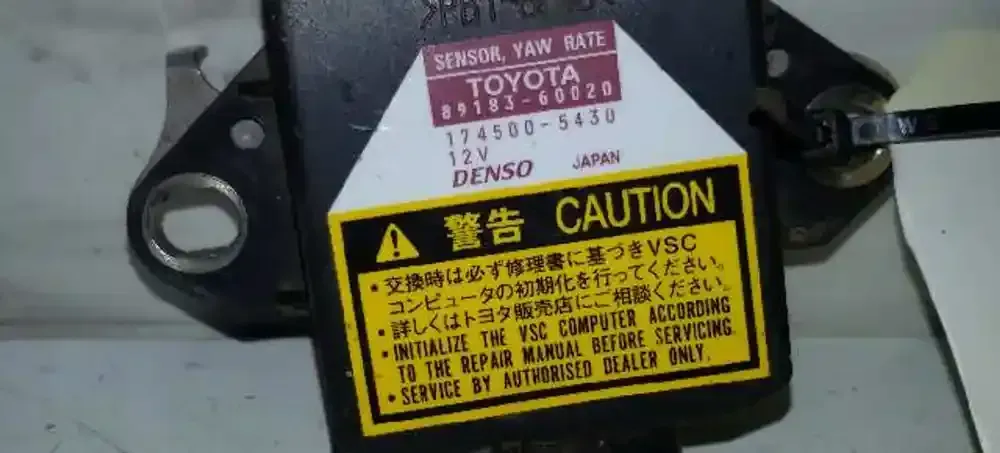 SENSOR, YAW RATE
TOYOTA
89183-60020
174500-5430
12V
DENSO JAPAN
警告 CAUTION
・交換時は必ず修理書に基づきVSC
コンピュータの初期化を行ってください。
・詳しくはトヨタ販売店にご相談ください。
・INITIALIZE THE VSC COMPUTER ACCORDING
TO THE REPAIR MANUAL BEFORE SERVICING.
・SERVICE BY AUTHORISED DEALER ONLY.